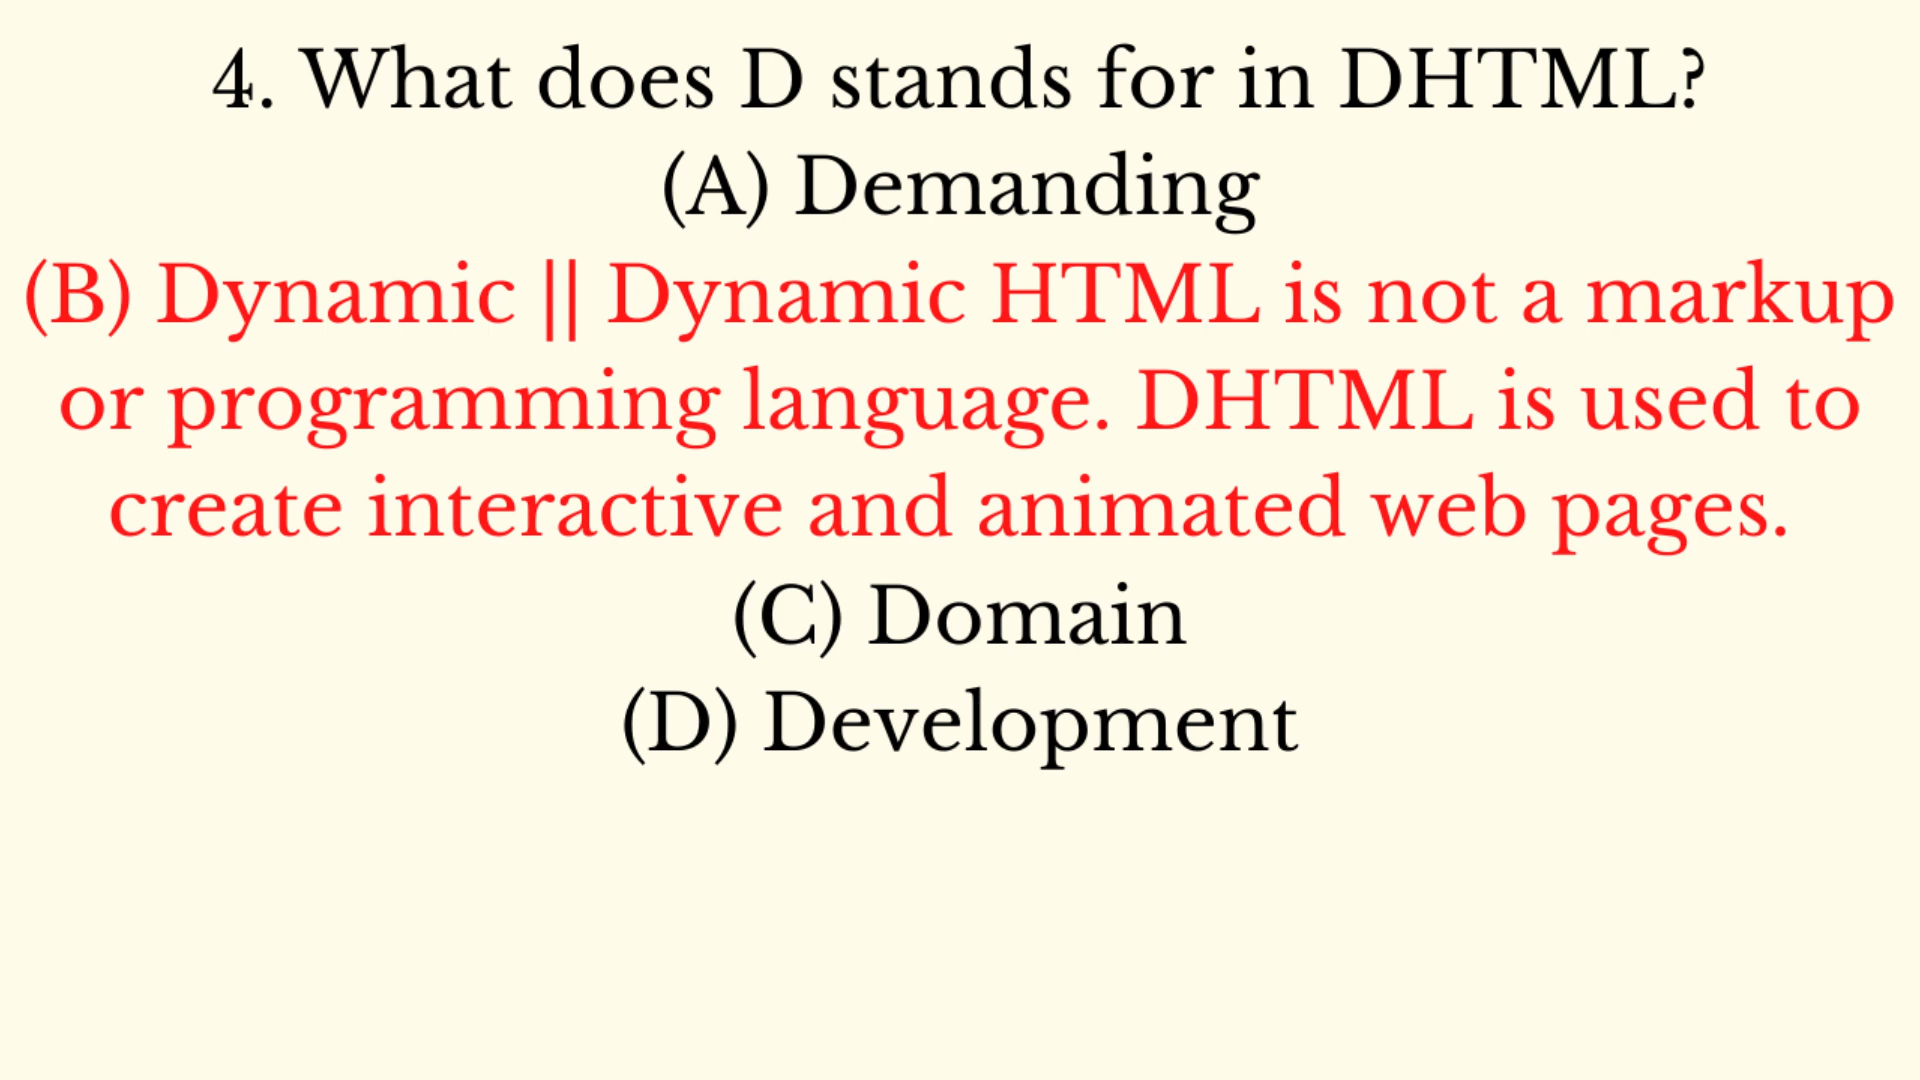 4. What does D stands for in DHTML?
(A) Demanding
(B) Dynamic || Dynamic HTML is not a markup
or programming language. DHTML is used to
create interactive and animated web pages.
(C) Domain
(D) Development